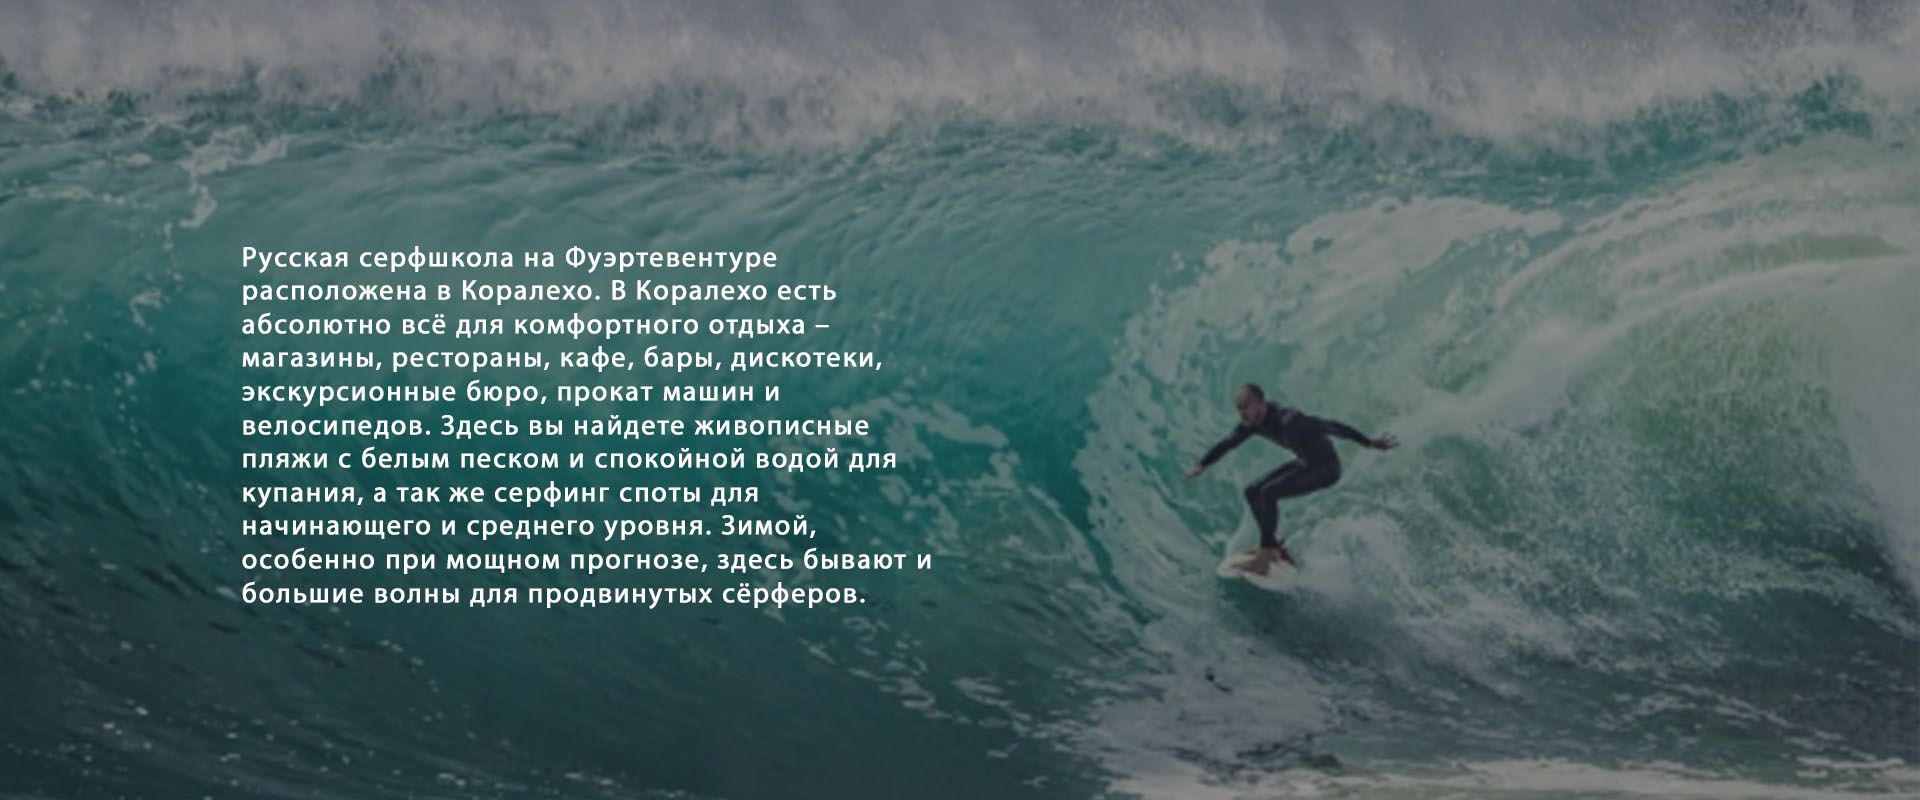 Русская серфшкола на Фуэртевентуре
расположена в Коралехо. В Коралехо есть
абсолютно всё для комфортного отдыха –
магазины, рестораны, кафе, бары, дискотеки,
экскурсионные бюро, прокат машин и
велосипедов. Здесь вы найдете живописные
пляжи с белым песком и спокойной водой для
купания, а так же серфинг споты для
начинающего и среднего уровня. Зимой,
особенно при мощном прогнозе, здесь бывают и
большие волны для продвинутых сёрферов.